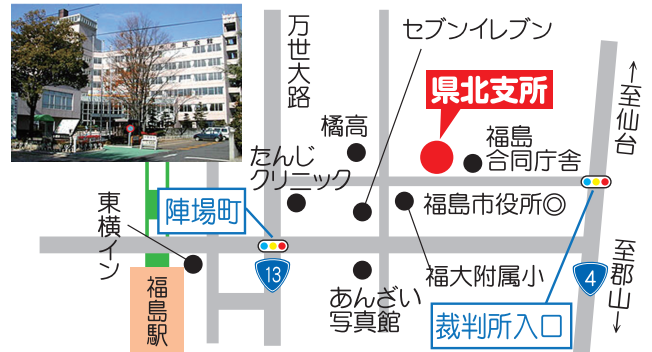 万世大路
セブンイレブン
県北支所
←至仙台
橘高
福島
合同庁舎
たんじ
クリニック
東横イン
陣場町
福島市役所◎
13
福島駅
あんざい
写真館
福大附属小
4
至郡山→
裁判所入口